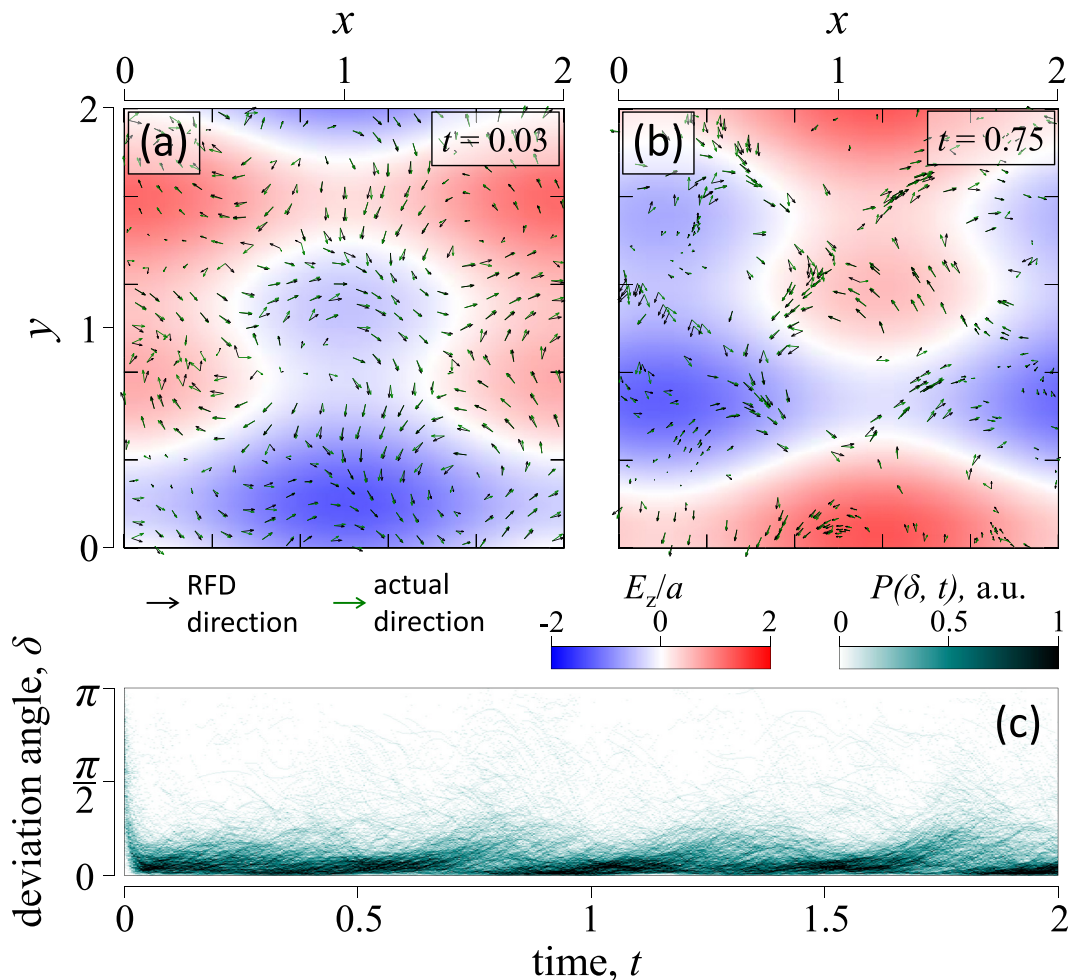 x x
0 1 2 0 1 2
2 (a) t = 0.03 (b) t = 0.75
y 1
0
RFD direction
actual direction
E_z/a
-2 0 2
P(δ, t), a.u.
0 0.5 1
deviation angle, δ
π
π/2
0
(c)
0 0.5 1 1.5 2
time, t